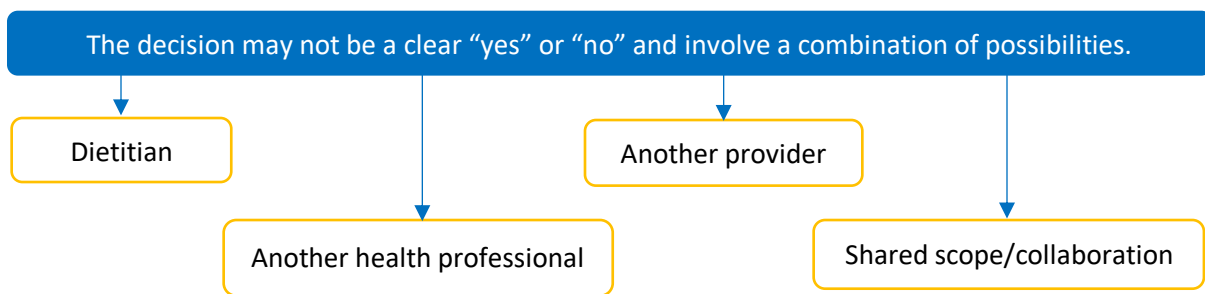 The decision may not be a clear “yes” or “no” and involve a combination of possibilities.
Dietitian
Another provider
Another health professional
Shared scope/collaboration